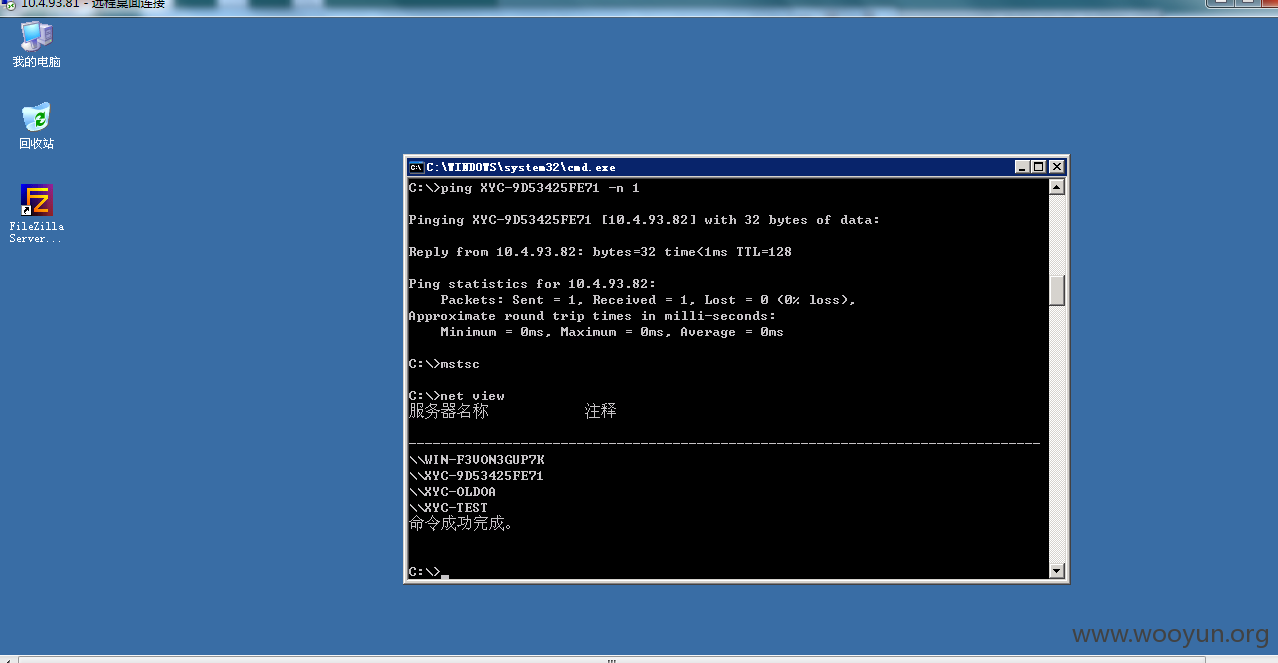 10.4.93.81 - 远程桌面连接
我的电脑
回收站
FileZilla
Server...
C:\WINDOWS\system32\cmd.exe
C:\>ping XYC-9D53425FE71 -n 1
Pinging XYC-9D53425FE71 [10.4.93.82] with 32 bytes of data:
Reply from 10.4.93.82: bytes=32 time<1ms TTL=128
Ping statistics for 10.4.93.82:
Packets: Sent = 1, Received = 1, Lost = 0 (0% loss),
Approximate round trip times in milli-seconds:
Minimum = 0ms, Maximum = 0ms, Average = 0ms
C:\>mstsc
C:\>net view
服务器名称 注释
-------------------------------------------------------------------------------
\\WIN-F3VON3GUP7K
\\XYC-9D53425FE71
\\XYC-OLDOA
\\XYC-TEST
命令成功完成。
C:\>_
www.wooyun.org